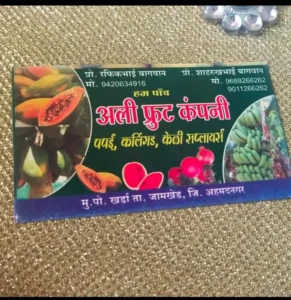 प्रो. रफिकभाई बागवान
मो. 9420634916
प्रो. शाहरुखभाई बागवान
मो. 9689266262
9011266262
हम पाँच
अली फ्रुट कंपनी
पपई, कलिंगड, केळी सप्लायर्स
मु.पो. खर्डा ता. जामखेड, जि. अहमदनगर